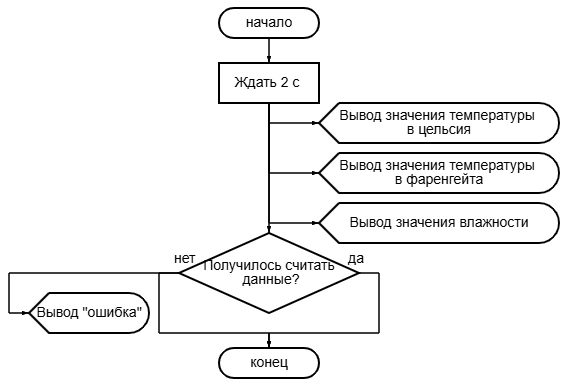 начало
Ждать 2 с
Вывод значения температуры
в цельсия
Вывод значения температуры
в фаренгейта
Вывод значения влажности
нет
Получилось считать
данные?
да
Вывод "ошибка"
конец